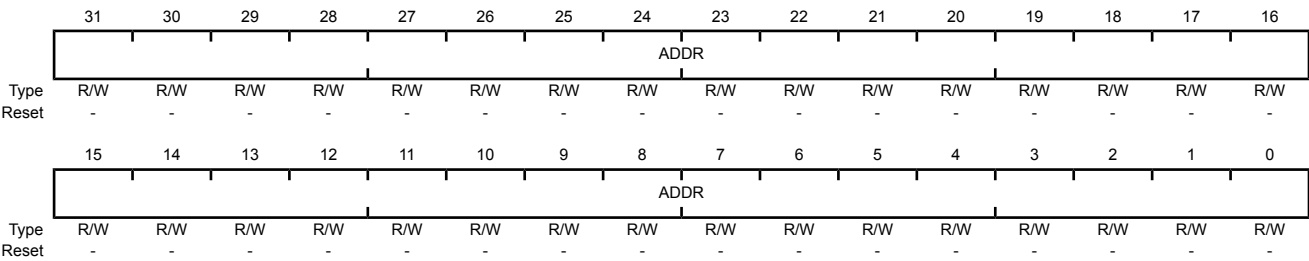 31 30 29 28 27 26 25 24 23 22 21 20 19 18 17 16
ADDR
Type R/W R/W R/W R/W R/W R/W R/W R/W R/W R/W R/W R/W R/W R/W R/W R/W
Reset - - - - - - - - - - - - - - - -
15 14 13 12 11 10 9 8 7 6 5 4 3 2 1 0
ADDR
Type R/W R/W R/W R/W R/W R/W R/W R/W R/W R/W R/W R/W R/W R/W R/W R/W
Reset - - - - - - - - - - - - - - - -